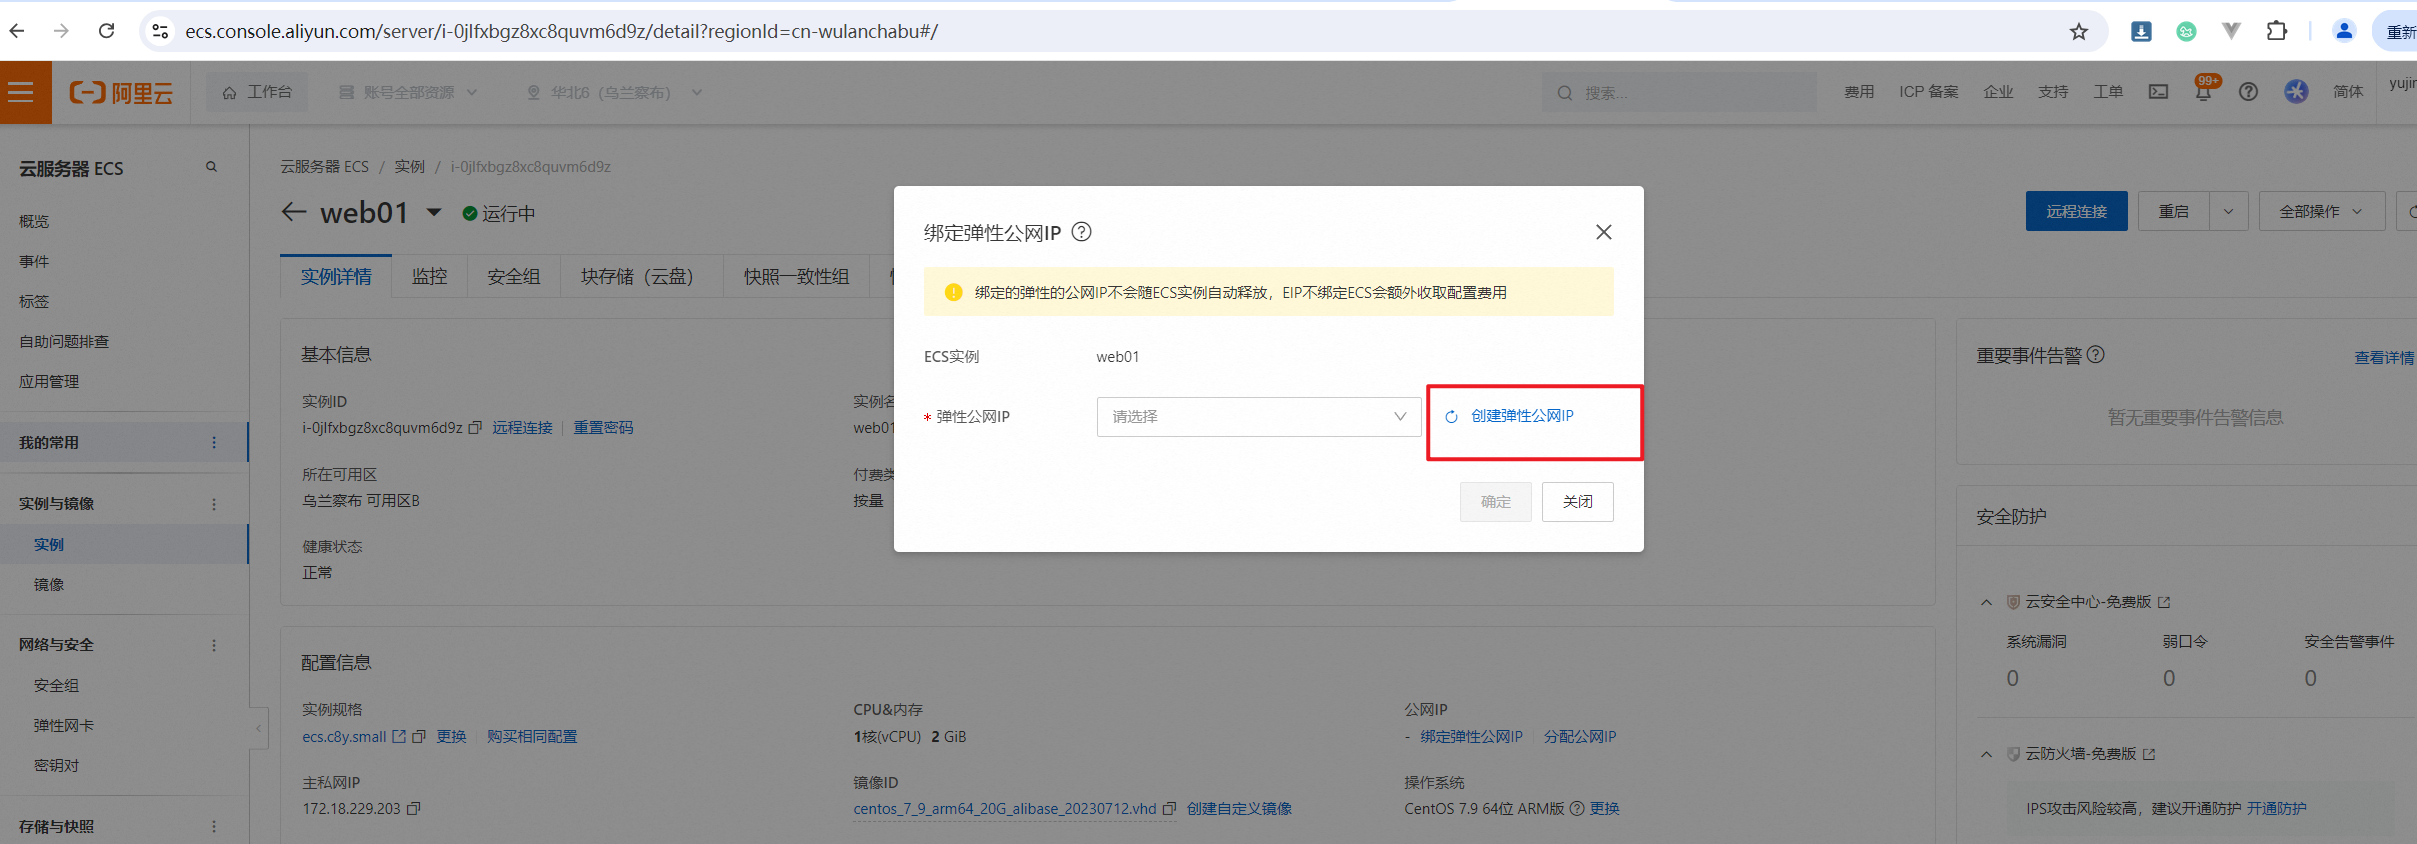 ecs.console.aliyun.com/server/i-0jlfxbgz8xc8quvm6d9z/detail?regionId=cn-wulanchabu#/
重新
阿里云 工作台 账号全部资源 华北6（乌兰察布） 搜索... 费用 ICP 备案 企业 支持 工单 99+ 简体 yujin
云服务器 ECS
概览
事件
标签
自助问题排查
应用管理
我的常用
实例与镜像
实例
镜像
网络与安全
安全组
弹性网卡
密钥对
存储与快照
云服务器 ECS / 实例 / i-0jlfxbgz8xc8quvm6d9z
web01 运行中
远程连接 重启 全部操作
实例详情 监控 安全组 块存储（云盘） 快照一致性组
基本信息
实例ID
i-0jlfxbgz8xc8quvm6d9z 远程连接 重置密码
实例名
web01
所在可用区
乌兰察布 可用区B
付费类
按量
健康状态
正常
绑定弹性公网IP
绑定的弹性的公网IP不会随ECS实例自动释放，EIP不绑定ECS会额外收取配置费用
ECS实例 web01
* 弹性公网IP 请选择 创建弹性公网IP
确定 关闭
配置信息
实例规格
ecs.c8y.small 更换 购买相同配置
CPU&内存
1核(vCPU) 2 GiB
公网IP
- 绑定弹性公网IP 分配公网IP
主私网IP
172.18.229.203
镜像ID
centos_7_9_arm64_20G_alibase_20230712.vhd 创建自定义镜像
操作系统
CentOS 7.9 64位 ARM版 更换
重要事件告警 查看详情
暂无重要事件告警信息
安全防护
云安全中心-免费版
系统漏洞 弱口令 安全告警事件
0 0 0
云防火墙-免费版
IPS攻击风险较高，建议开通防护 开通防护